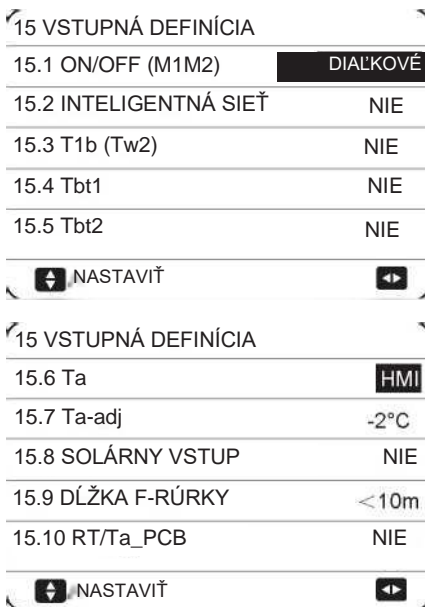 15 VSTUPNÁ DEFINÍCIA
15.1 ON/OFF (M1M2) DIAĽKOVÉ
15.2 INTELIGENTNÁ SIEŤ NIE
15.3 T1b (Tw2) NIE
15.4 Tbt1 NIE
15.5 Tbt2 NIE
NASTAVIŤ
15 VSTUPNÁ DEFINÍCIA
15.6 Ta HMI
15.7 Ta-adj -2°C
15.8 SOLÁRNY VSTUP NIE
15.9 DĹŽKA F-RÚRKY <10m
15.10 RT/Ta_PCB NIE
NASTAVIŤ